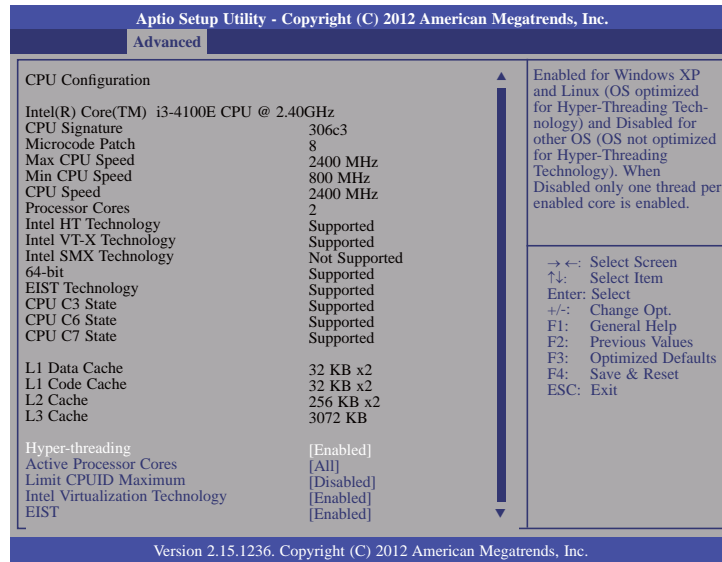 Aptio Setup Utility - Copyright (C) 2012 American Megatrends, Inc.
Advanced
CPU Configuration
Intel(R) Core(TM) i3-4100E CPU @ 2.40GHz
CPU Signature 306c3
Microcode Patch 8
Max CPU Speed 2400 MHz
Min CPU Speed 800 MHz
CPU Speed 2400 MHz
Processor Cores 2
Intel HT Technology Supported
Intel VT-X Technology Supported
Intel SMX Technology Not Supported
64-bit Supported
EIST Technology Supported
CPU C3 State Supported
CPU C6 State Supported
CPU C7 State Supported
L1 Data Cache 32 KB x2
L1 Code Cache 32 KB x2
L2 Cache 256 KB x2
L3 Cache 3072 KB
Hyper-threading [Enabled]
Active Processor Cores [All]
Limit CPUID Maximum [Disabled]
Intel Virtualization Technology [Enabled]
EIST [Enabled]
Enabled for Windows XP
and Linux (OS optimized
for Hyper-Threading Tech-
nology) and Disabled for
other OS (OS not optimized
for Hyper-Threading
Technology). When
Disabled only one thread per
enabled core is enabled.
→←: Select Screen
↑↓: Select Item
Enter: Select
+/-: Change Opt.
F1: General Help
F2: Previous Values
F3: Optimized Defaults
F4: Save & Reset
ESC: Exit
Version 2.15.1236. Copyright (C) 2012 American Megatrends, Inc.